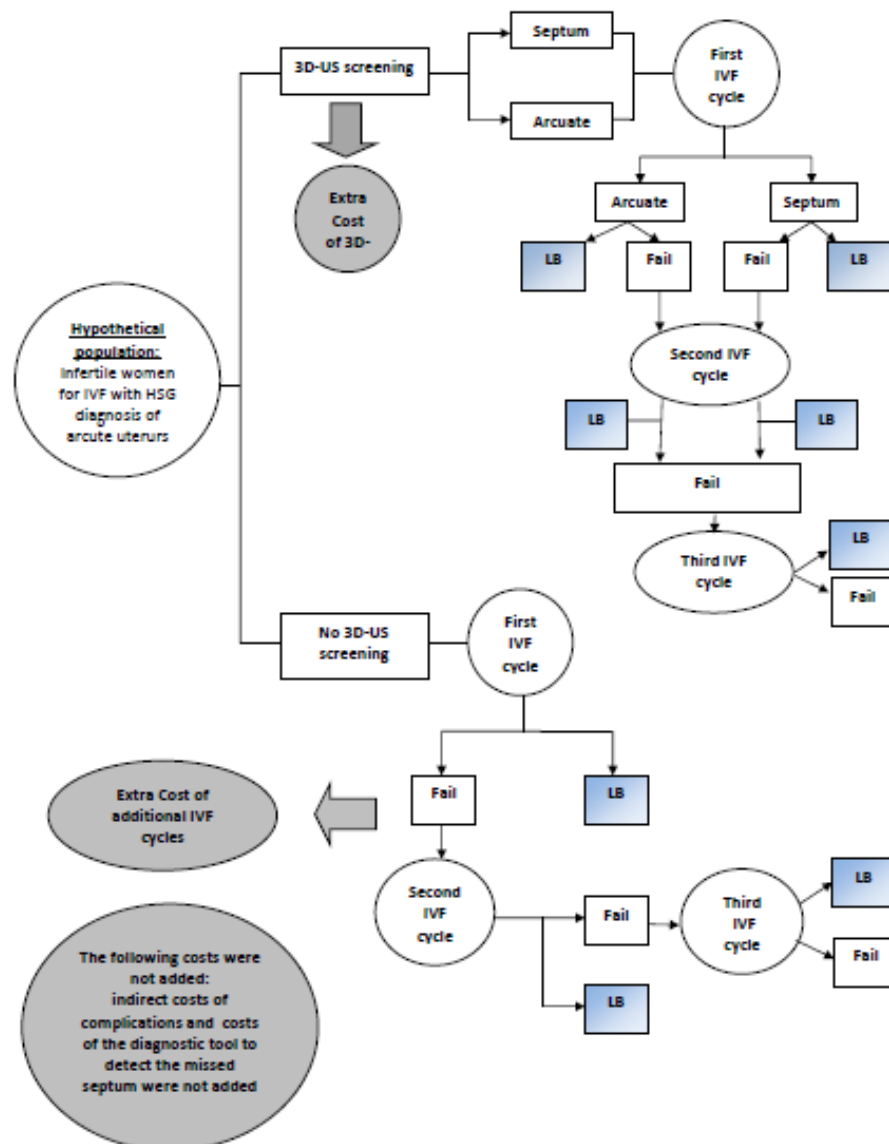 Septum
3D-US screening
Arcuate
First
IVF
cycle
Extra
Cost
of 3D-
Arcuate
Septum
LB
Fail
Fail
LB
Second IVF
cycle
LB
LB
Fail
Third IVF
cycle
LB
Fail
Hypothetical
population:
Infertile women
for IVF with HSG
diagnosis of
arcute uterurs
No 3D-US
screening
First
IVF
cycle
Fail
LB
Extra Cost of
additional IVF
cycles
Second
IVF
cycle
Fail
LB
Third
IVF
cycle
LB
Fail
The following costs were
not added:
indirect costs of
complications and costs
of the diagnostic tool to
detect the missed
septum were not added